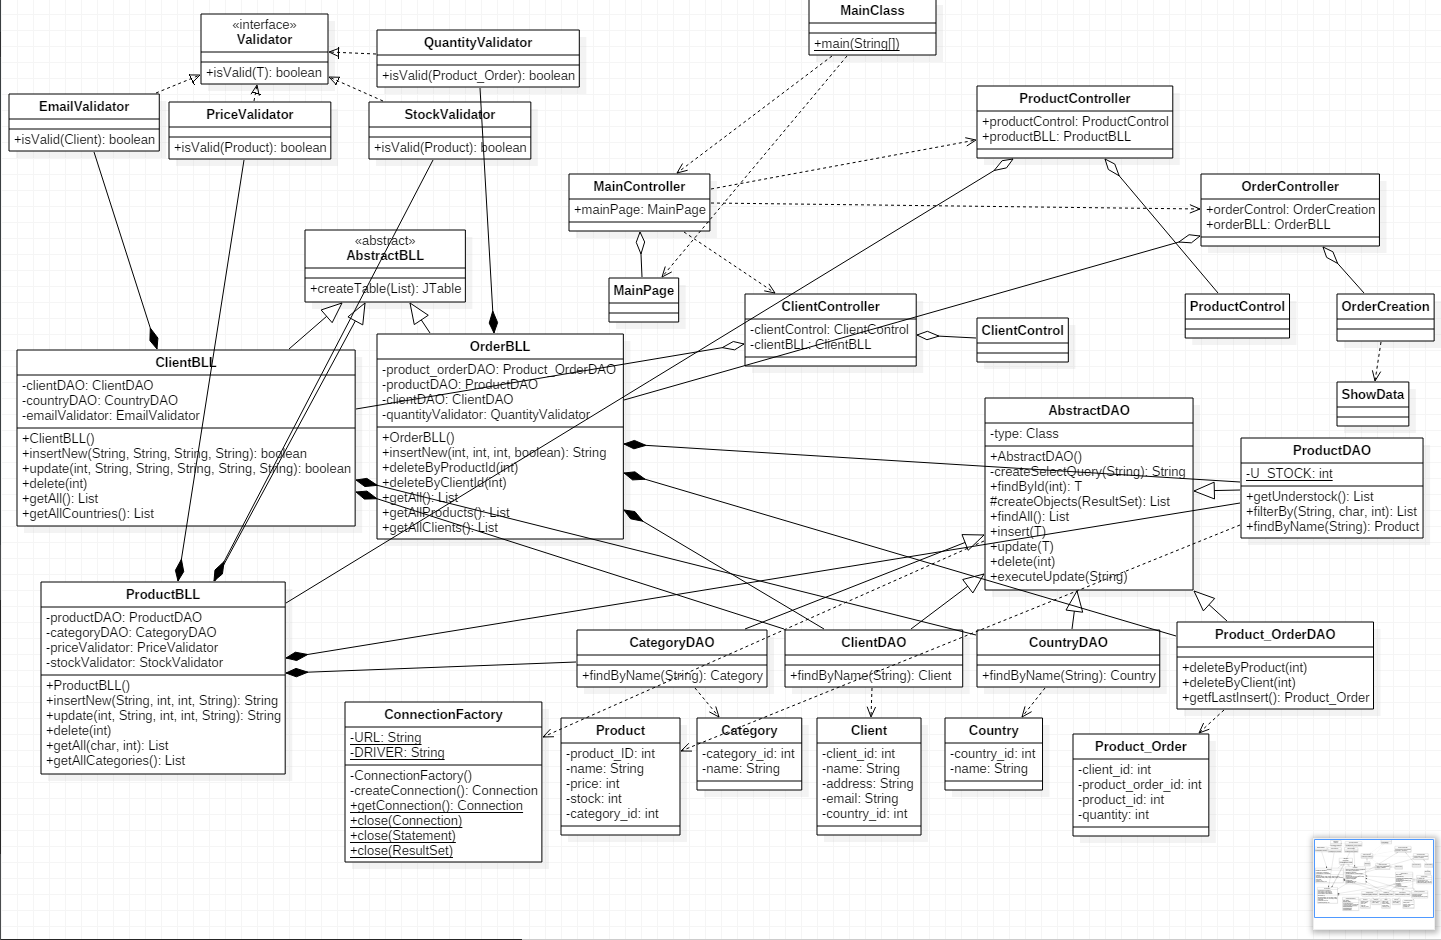 «interface»
Validator
+isValid(T): boolean
QuantityValidator
+isValid(Product_Order): boolean
MainClass
+main(String[])
EmailValidator
+isValid(Client): boolean
PriceValidator
+isValid(Product): boolean
StockValidator
+isValid(Product): boolean
ProductController
+productControl: ProductControl
+productBLL: ProductBLL
MainController
+mainPage: MainPage
OrderController
+orderControl: OrderCreation
+orderBLL: OrderBLL
«abstract»
AbstractBLL
+createTable(List): JTable
MainPage
ClientController
-clientControl: ClientControl
-clientBLL: ClientBLL
ClientControl
ProductControl
OrderCreation
ShowData
ClientBLL
-clientDAO: ClientDAO
-countryDAO: CountryDAO
-emailValidator: EmailValidator
+ClientBLL()
+insertNew(String, String, String, String): boolean
+update(int, String, String, String, String, String): boolean
+delete(int)
+getAll(): List
+getAllCountries(): List
OrderBLL
-product_orderDAO: Product_OrderDAO
-productDAO: ProductDAO
-clientDAO: ClientDAO
-quantityValidator: QuantityValidator
+OrderBLL()
+insertNew(int, int, int, boolean): String
+deleteByProductId(int)
+deleteByClientId(int)
+getAll(): List
+getAllProducts(): List
+getAllClients(): List
AbstractDAO
-type: Class
+AbstractDAO()
-createSelectQuery(String): String
+findById(int): T
#createObjects(ResultSet): List
+findAll(): List
+insert(T)
+update(T)
+delete(int)
+executeUpdate(String)
ProductDAO
-U_STOCK: int
+getUnderstock(): List
+filterBy(String, char, int): List
+findByName(String): Product
ProductBLL
-productDAO: ProductDAO
-categoryDAO: CategoryDAO
-priceValidator: PriceValidator
-stockValidator: StockValidator
+ProductBLL()
+insertNew(String, int, int, String): String
+update(int, String, int, int, String): String
+delete(int)
+getAll(char, int): List
+getAllCategories(): List
CategoryDAO
+findByName(String): Category
ClientDAO
+findByName(String): Client
CountryDAO
+findByName(String): Country
Product_OrderDAO
+deleteByProduct(int)
+deleteByClient(int)
+getfLastInsert(): Product_Order
ConnectionFactory
-URL: String
-DRIVER: String
-ConnectionFactory()
-createConnection(): Connection
+getConnection(): Connection
+close(Connection)
+close(Statement)
+close(ResultSet)
Product
-product_ID: int
-name: String
-price: int
-stock: int
-category_id: int
Category
-category_id: int
-name: String
Client
-client_id: int
-name: String
-address: String
-email: String
-country_id: int
Country
-country_id: int
-name: String
Product_Order
-client_id: int
-product_order_id: int
-product_id: int
-quantity: int